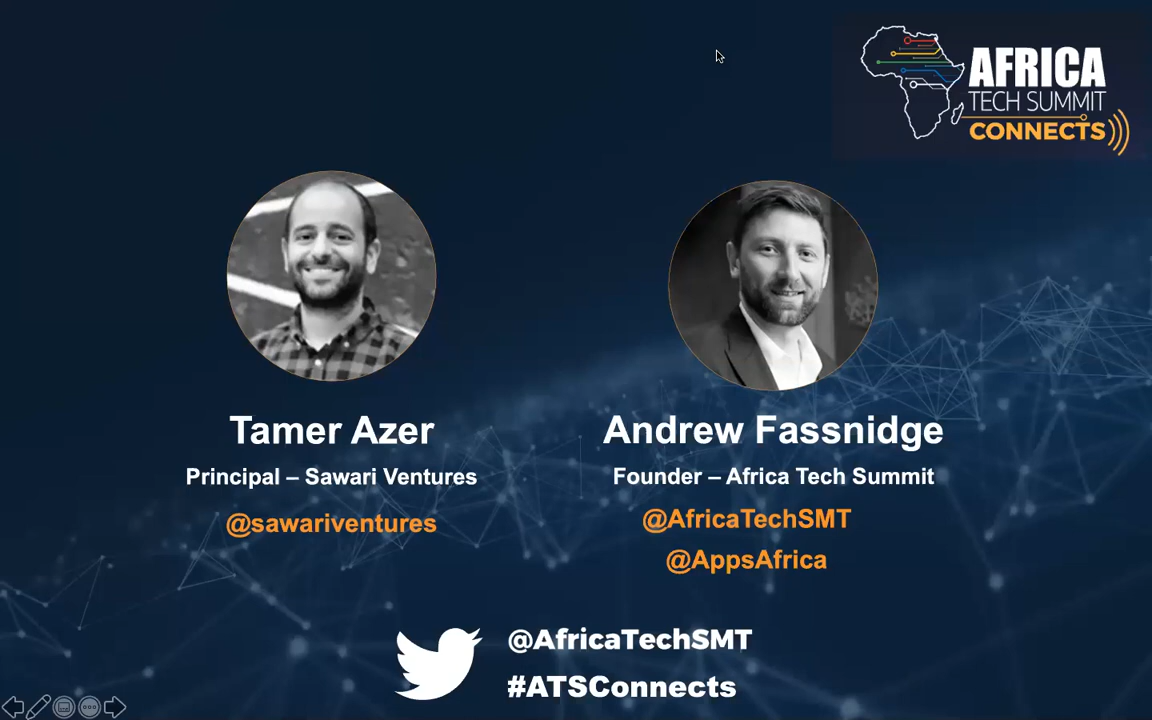 AFRICA
TECH SUMMIT
CONNECTS
Tamer Azer
Principal – Sawari Ventures
@sawariventures
Andrew Fassnidge
Founder – Africa Tech Summit
@AfricaTechSMT
@AppsAfrica
@AfricaTechSMT
#ATSConnects